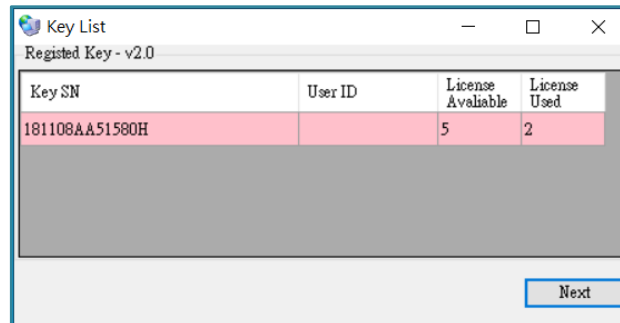 Key List
Registed Key - v2.0
Key SN User ID License Avaliable License Used
181108AA51580H 5 2
Next